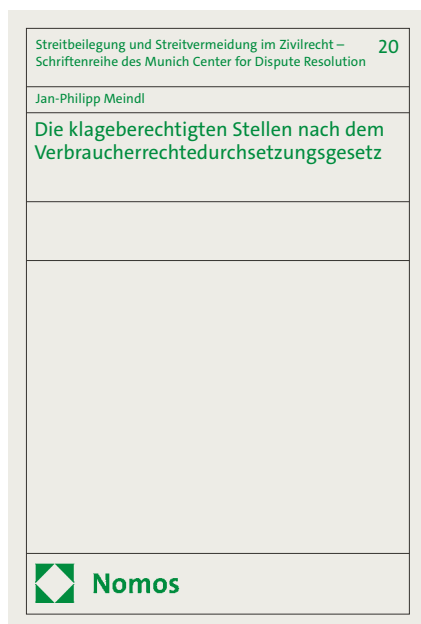 Streitbeilegung und Streitvermeidung im Zivilrecht –
Schriftenreihe des Munich Center for Dispute Resolution
20
Jan-Philipp Meindl
Die klageberechtigten Stellen nach dem
Verbraucherrechtedurchsetzungsgesetz
Nomos